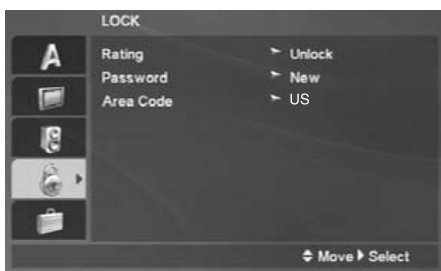 LOCK
A
Rating Unlock
Password New
Area Code US
Move Select